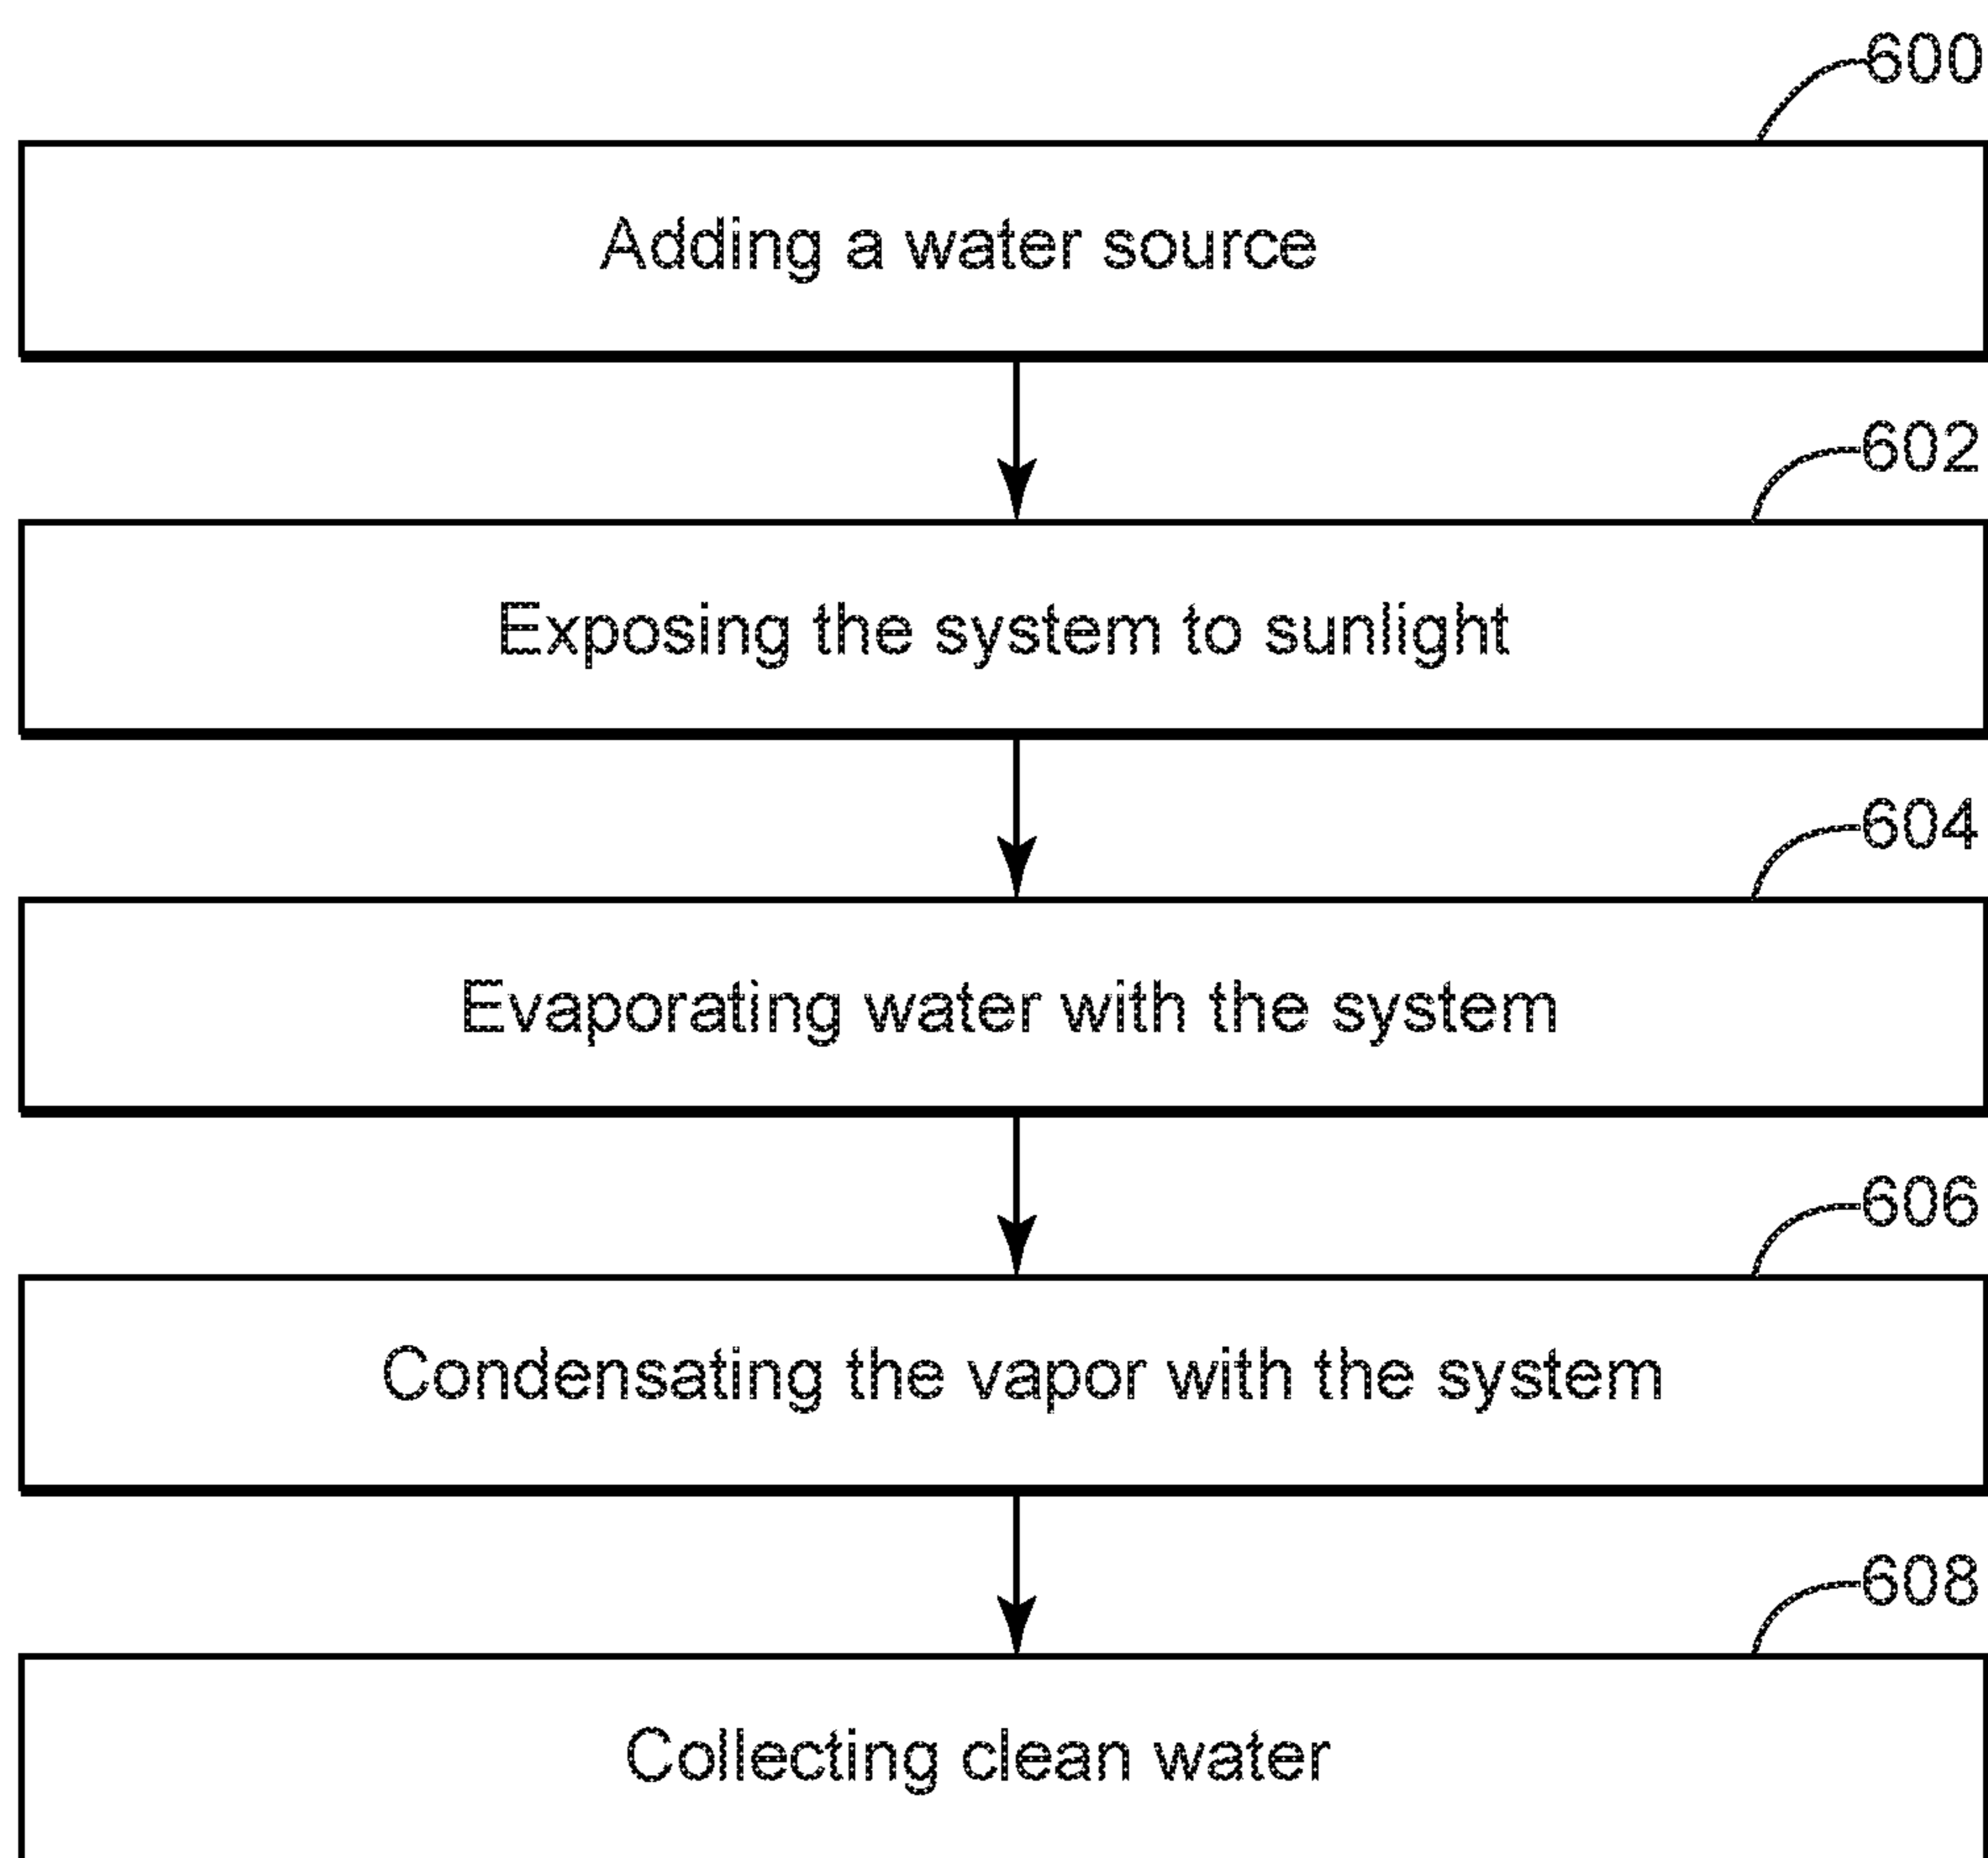 600
Adding a water source
602
Exposing the system to sunlight
604
Evaporating water with the system
606
Condensating the vapor with the system
608
Collecting clean water